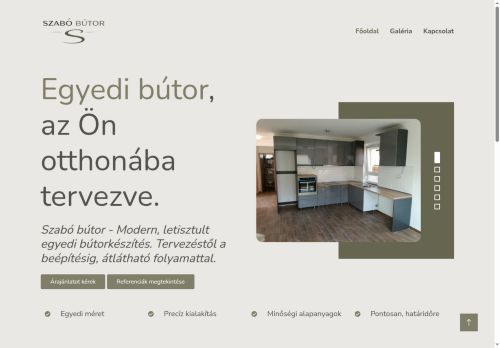 SZABÓ BÚTOR
S
Főoldal Galéria Kapcsolat
Egyedi bútor,
az Ön
otthonába
tervezve.
Szabó bútor - Modern, letisztult
egyedi bútorkészítés. Tervezéstől a
beépítésig, átlátható folyamattal.
Árajánlatot kérek Referenciák megtekintése
Egyedi méret Precíz kialakítás Minőségi alapanyagok Pontosan, határidőre